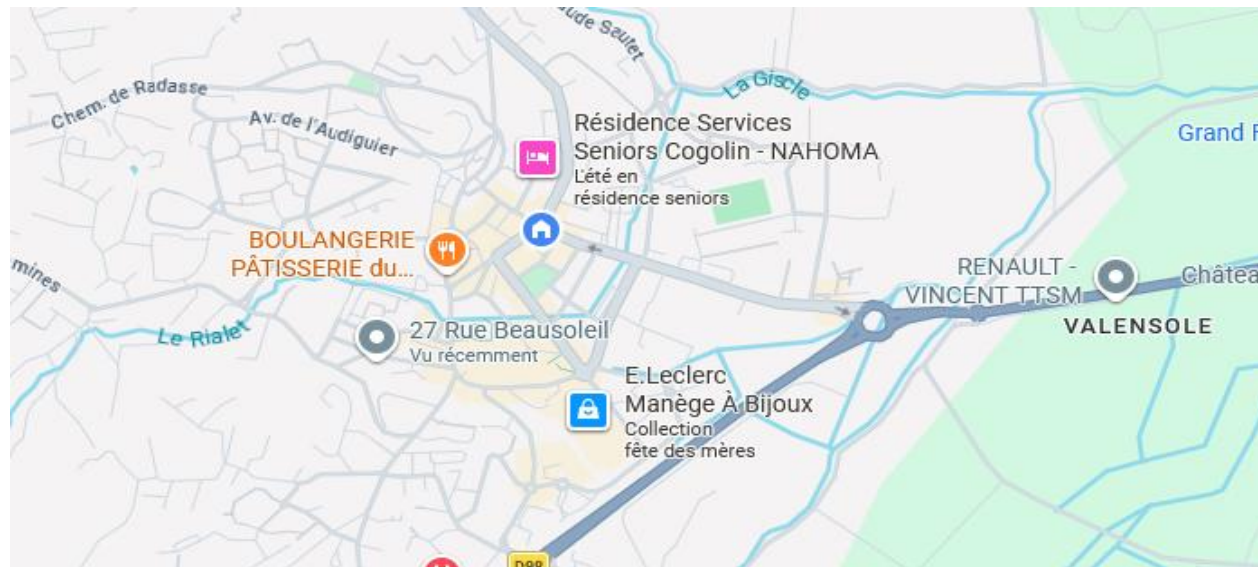 Claude Sautet
La Giscle
Chem. de Radasse
Av. de l'Audiguier
Résidence Services
Seniors Cogolin - NAHOMA
L'été en
résidence seniors
Grand
BOULANGERIE
PÂTISSERIE du...
mines
RENAULT -
VINCENT TTSM
Châtea
VALENSOLE
Le Rialet
27 Rue Beausoleil
Vu récemment
E.Leclerc
Manège À Bijoux
Collection
fête des mères
D98